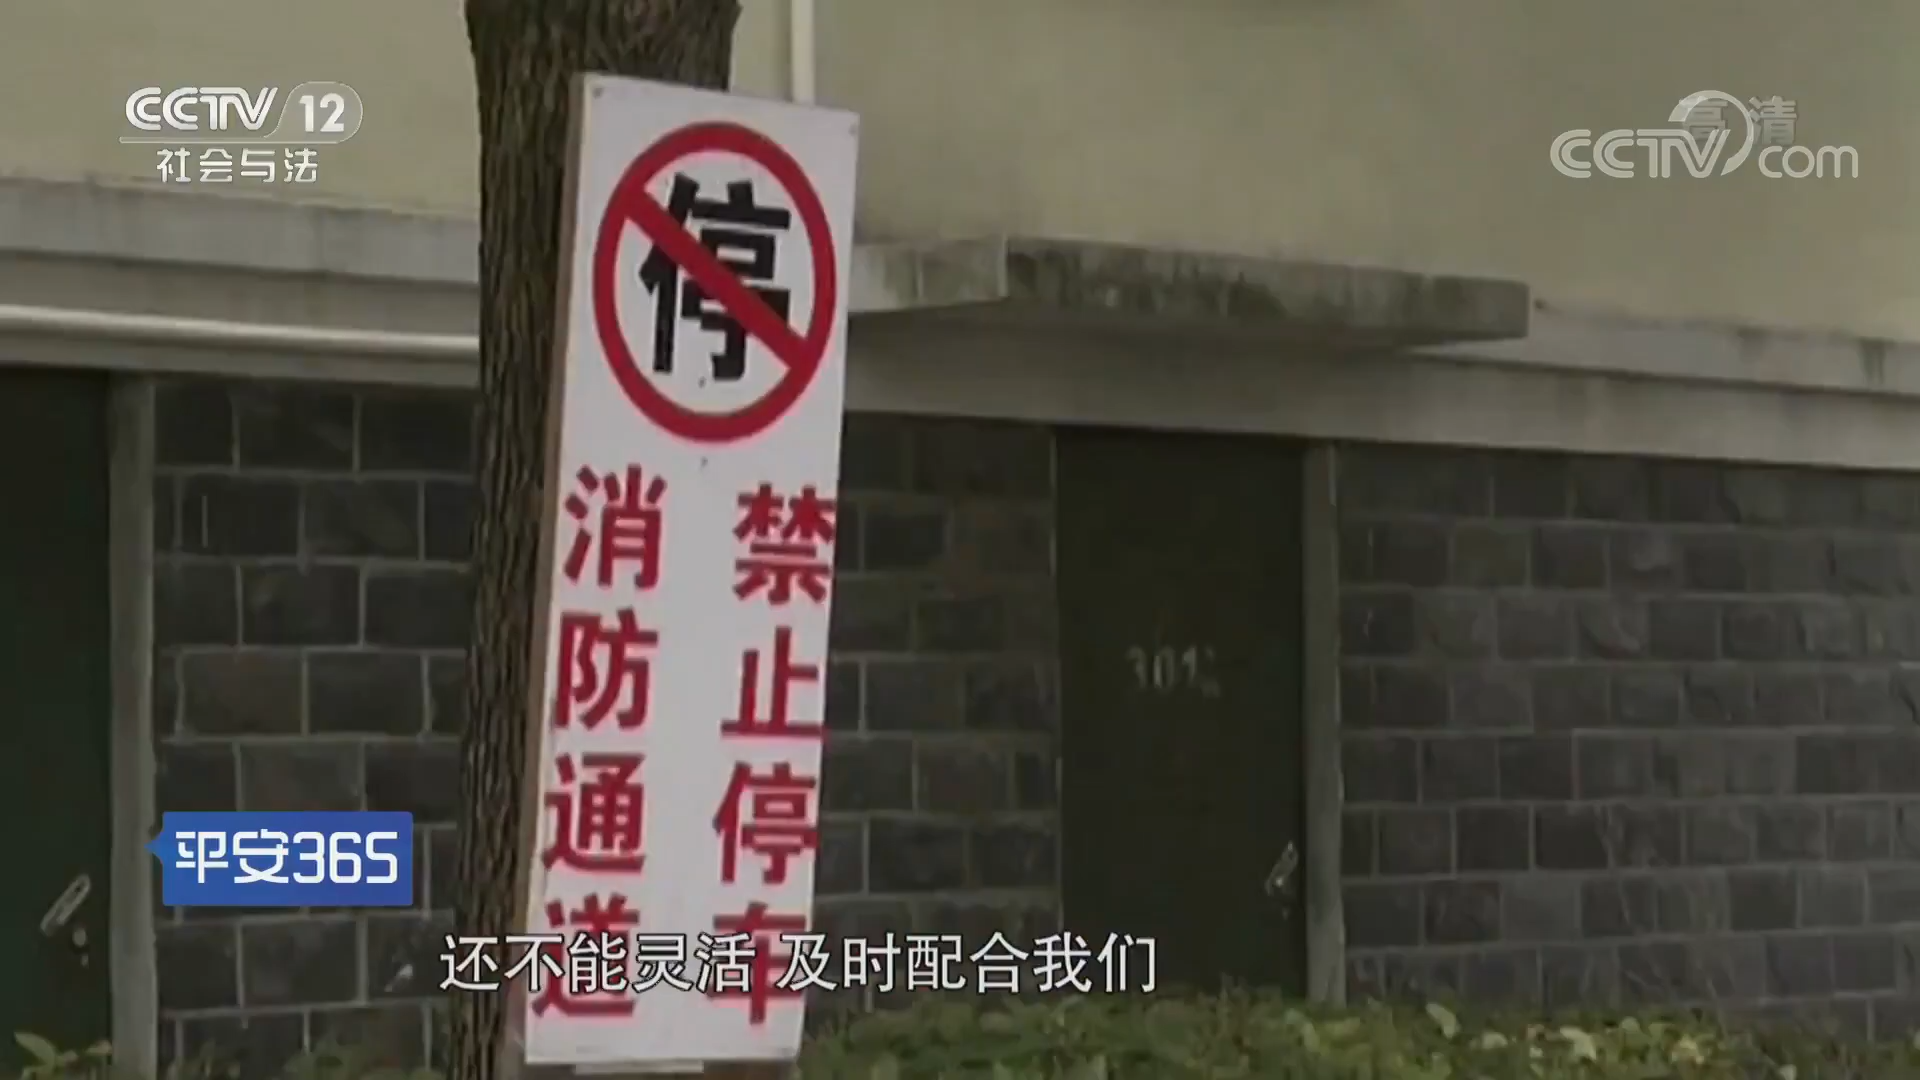 CCTV 12
社会与法
高清
CCTV com
停
消防通道
禁止停车
平安365
还不能灵活 及时配合我们